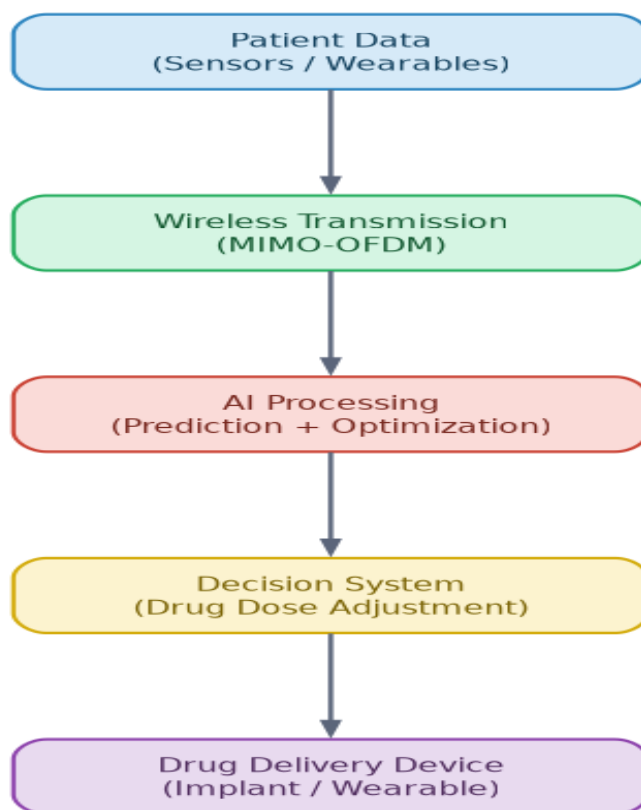 Patient Data
(Sensors / Wearables)
Wireless Transmission
(MIMO-OFDM)
AI Processing
(Prediction + Optimization)
Decision System
(Drug Dose Adjustment)
Drug Delivery Device
(Implant / Wearable)